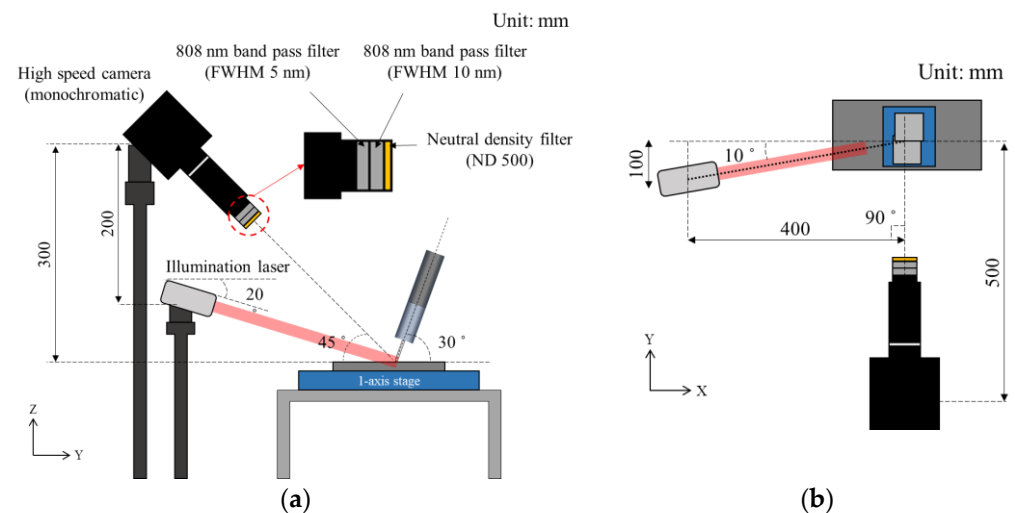 Unit: mm
808 nm band pass filter
(FWHM 5 nm)
808 nm band pass filter
(FWHM 10 nm)
High speed camera
(monochromatic)
Neutral density filter
(ND 500)
300
200
Illumination laser
20
°
45 °
30 °
1-axis stage
Z
Y
(a)
Unit: mm
100
10 °
90 °
400
500
Y
X
(b)